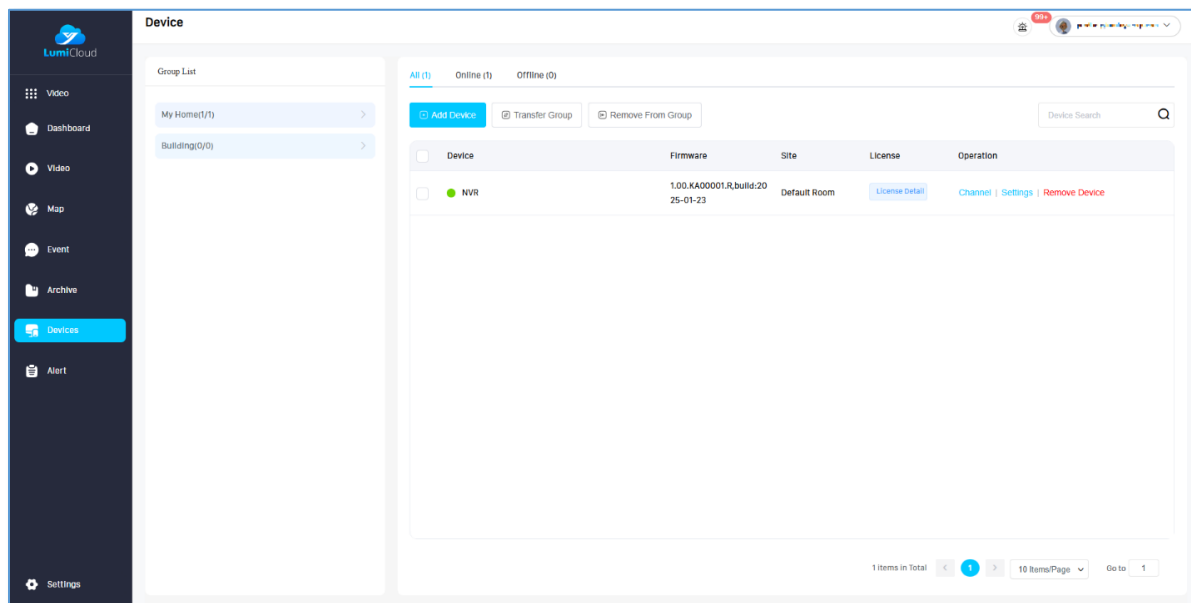 LumiCloud
Video
Dashboard
Video
Map
Event
Archive
Devices
Alert
Settings
Device
99+
Group List
My Home(1/1)
Building(0/0)
All (1) Online (1) Offline (0)
Add Device Transfer Group Remove From Group Device Search
Device Firmware Site License Operation
NVR 1.00.KA00001.R,build:20 Default Room License Detail Channel | Settings | Remove Device
25-01-23
1 items in Total < 1 > 10 Items/Page Go to 1